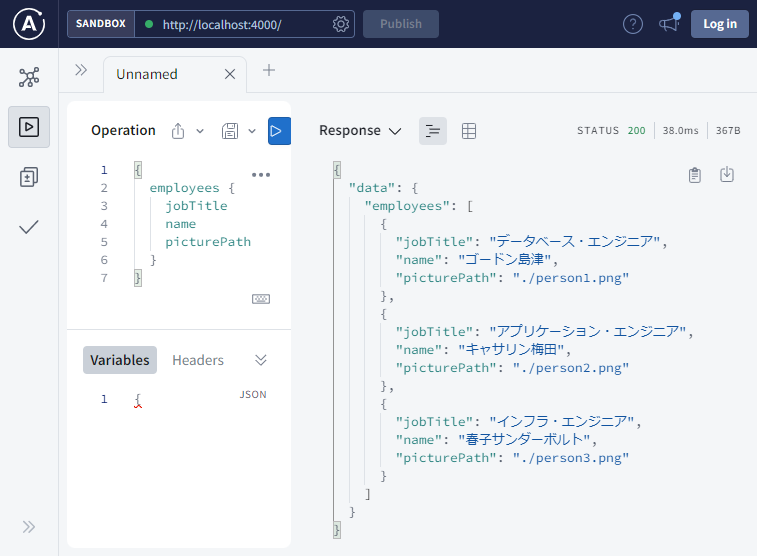 SANDBOX http://localhost:4000/ Publish Log in
Unnamed
Operation
1 {
2 employees {
3 jobTitle
4 name
5 picturePath
6 }
7 }
Variables Headers
JSON
1 {
Response STATUS 200 38.0ms 367B
{
"data": {
"employees": [
{
"jobTitle": "データベース・エンジニア",
"name": "ゴードン島津",
"picturePath": "./person1.png"
},
{
"jobTitle": "アプリケーション・エンジニア",
"name": "キャサリン梅田",
"picturePath": "./person2.png"
},
{
"jobTitle": "インフラ・エンジニア",
"name": "春子サンダーボルト",
"picturePath": "./person3.png"
}
]
}
}